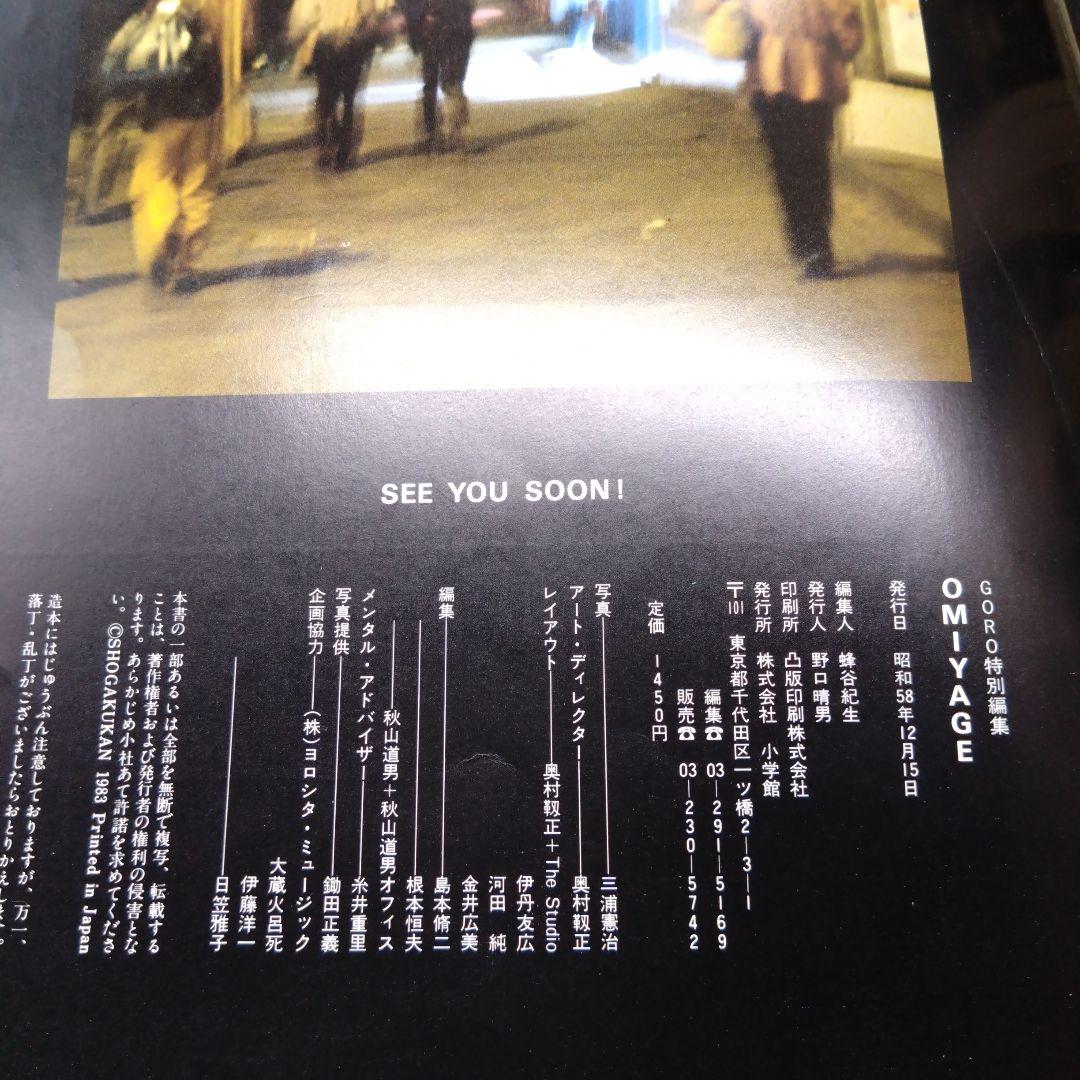 SEE YOU SOON!
GORO特別編集
OMIYAGE
発行日 昭和58年12月15日
編集人 蜂谷紀生
発行人 野口晴男
印刷所 凸版印刷株式会社
発行所 株式会社 小学館
〒101 東京都千代田区一ツ橋2―3―1
編集☎ 03―291―5169
販売☎ 03―230―5742
定価 1450円
写真――三浦憲治
アート・ディレクター――奥村靫正
レイアウト――奥村靫正+The Studio
伊丹友広
河田 純
金井広美
編集――島本脩二
――根本恒夫
――秋山道男+秋山道男オフィス
メンタル・アドバイザー――糸井重里
写真提供――鋤田正義
企画協力――(株)ヨロシタ・ミュージック
大蔵火呂死
伊藤洋一
――日笠雅子
本書の一部あるいは全部を無断で複写、転載する
ことは、著作権者および発行者の権利の侵害とな
ります。あらかじめ小社あて許諾を求めてくださ
い。©SHOGAKUKAN 1983 Printed in Japan
造本にはじゅうぶん注意しておりますが、万一、
落丁・乱丁がございましたらおとりかえします。